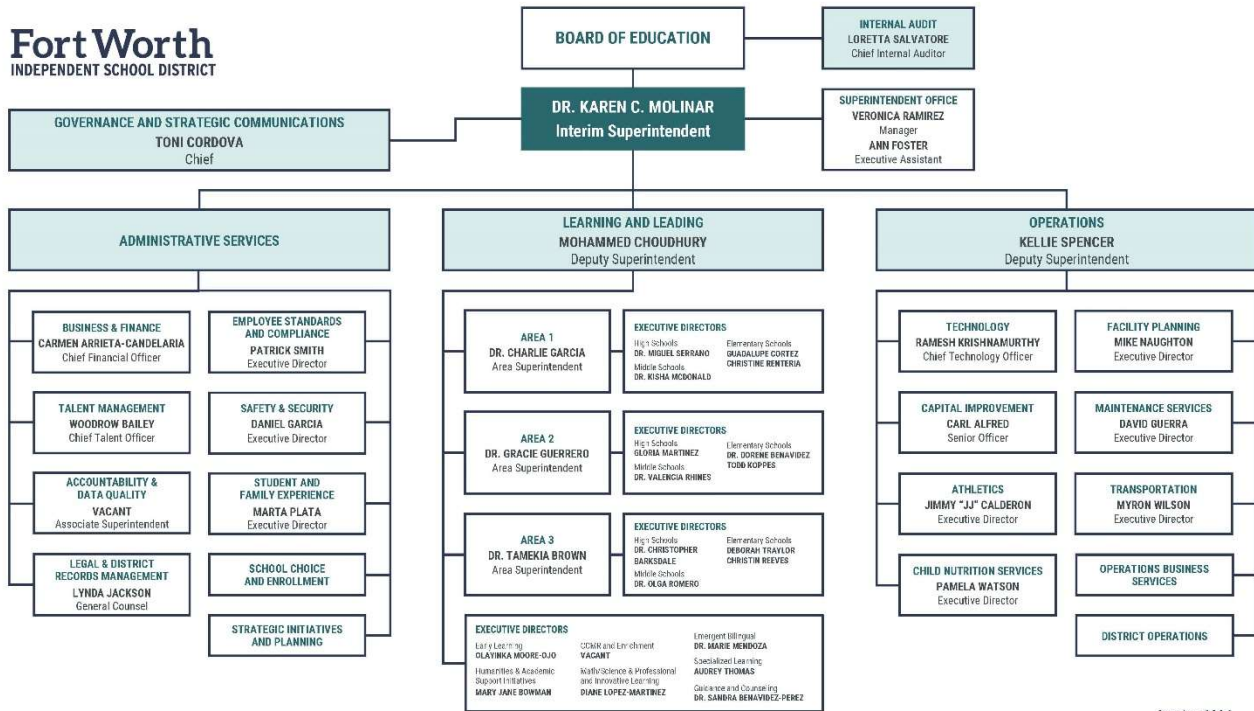 Fort Worth
INDEPENDENT SCHOOL DISTRICT
BOARD OF EDUCATION
INTERNAL AUDIT
LORETTA SALVATORE
Chief Internal Auditor
DR. KAREN C. MOLINAR
Interim Superintendent
SUPERINTENDENT OFFICE
VERONICA RAMIREZ
Manager
ANN FOSTER
Executive Assistant
GOVERNANCE AND STRATEGIC COMMUNICATIONS
TONI CORDOVA
Chief
ADMINISTRATIVE SERVICES
BUSINESS & FINANCE
CARMEN ARRIETA-CANDELARIA
Chief Financial Officer
EMPLOYEE STANDARDS
AND COMPLIANCE
PATRICK SMITH
Executive Director
TALENT MANAGEMENT
WOODROW BAILEY
Chief Talent Officer
SAFETY & SECURITY
DANIEL GARCIA
Executive Director
ACCOUNTABILITY &
DATA QUALITY
VACANT
Associate Superintendent
STUDENT AND
FAMILY EXPERIENCE
MARTA PLATA
Executive Director
LEGAL & DISTRICT
RECORDS MANAGEMENT
LYNDA JACKSON
General Counsel
SCHOOL CHOICE
AND ENROLLMENT
STRATEGIC INITIATIVES
AND PLANNING
LEARNING AND LEADING
MOHAMMED CHOUDHURY
Deputy Superintendent
AREA 1
DR. CHARLIE GARCIA
Area Superintendent
EXECUTIVE DIRECTORS
High Schools
DR. MIGUEL SERRANO
Middle Schools
DR. KISHA MCDONALD
Elementary Schools
GUADALUPE CORTEZ
CHRISTINE RENTERIA
AREA 2
DR. GRACIE GUERRERO
Area Superintendent
EXECUTIVE DIRECTORS
High Schools
GLORIA MARTINEZ
Middle Schools
DR. VALENCIA RHINES
Elementary Schools
DR. DORENE BENAVIDEZ
TODD KOPPES
AREA 3
DR. TAMEKIA BROWN
Area Superintendent
EXECUTIVE DIRECTORS
High Schools
DR. CHRISTOPHER
BARKSDALE
Middle Schools
DR. OLGA ROMERO
Elementary Schools
DEBORAH TRAYLOR
CHRISTIN REEVES
EXECUTIVE DIRECTORS
Early Learning
OLAYINKA MOORE-OJO
Humanities & Academic
Support Initiatives
MARY JANE BOWMAN
CCMR and Enrichment
VACANT
Math/Science & Professional
and Innovative Learning
DIANE LOPEZ-MARTINEZ
Emergent Bilingual
DR. MARIE MENDOZA
Specialized Learning
AUDREY THOMAS
Guidance and Counseling
DR. SANDRA BENAVIDEZ-PEREZ
OPERATIONS
KELLIE SPENCER
Deputy Superintendent
TECHNOLOGY
RAMESH KRISHNAMURTHY
Chief Technology Officer
FACILITY PLANNING
MIKE NAUGHTON
Executive Director
CAPITAL IMPROVEMENT
CARL ALFRED
Senior Officer
MAINTENANCE SERVICES
DAVID GUERRA
Executive Director
ATHLETICS
JIMMY "JJ" CALDERON
Executive Director
TRANSPORTATION
MYRON WILSON
Executive Director
CHILD NUTRITION SERVICES
PAMELA WATSON
Executive Director
OPERATIONS BUSINESS
SERVICES
DISTRICT OPERATIONS